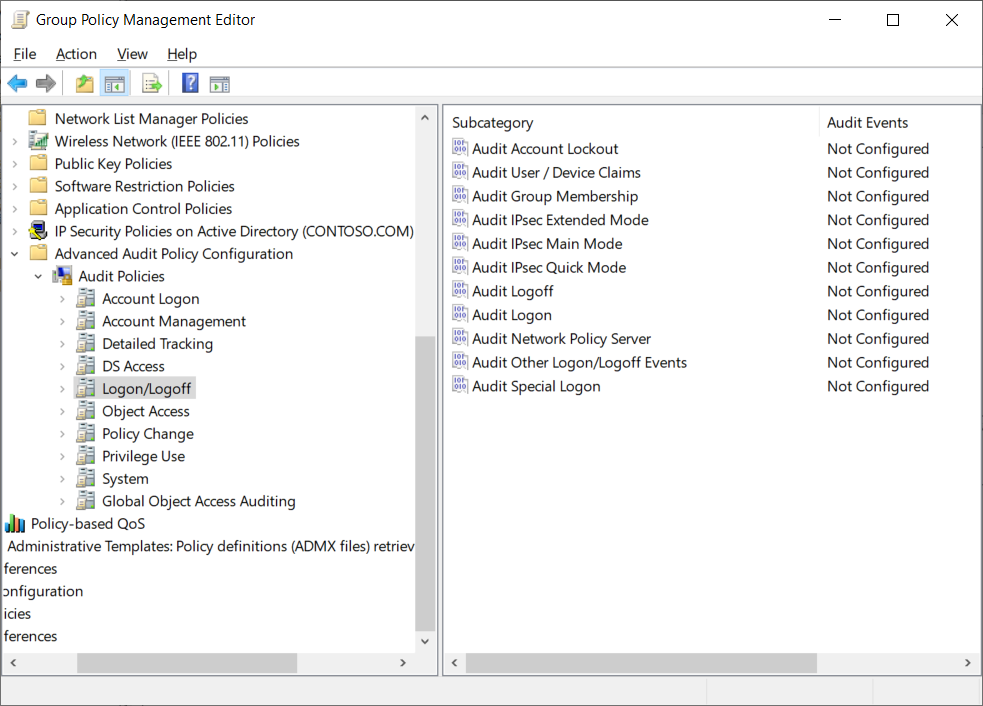 Group Policy Management Editor
File Action View Help
Network List Manager Policies
Wireless Network (IEEE 802.11) Policies
Public Key Policies
Software Restriction Policies
Application Control Policies
IP Security Policies on Active Directory (CONTOSO.COM)
Advanced Audit Policy Configuration
Audit Policies
Account Logon
Account Management
Detailed Tracking
DS Access
Logon/Logoff
Object Access
Policy Change
Privilege Use
System
Global Object Access Auditing
Policy-based QoS
Administrative Templates: Policy definitions (ADMX files) retriev
ferences
onfiguration
icies
ferences
Subcategory Audit Events
Audit Account Lockout Not Configured
Audit User / Device Claims Not Configured
Audit Group Membership Not Configured
Audit IPsec Extended Mode Not Configured
Audit IPsec Main Mode Not Configured
Audit IPsec Quick Mode Not Configured
Audit Logoff Not Configured
Audit Logon Not Configured
Audit Network Policy Server Not Configured
Audit Other Logon/Logoff Events Not Configured
Audit Special Logon Not Configured